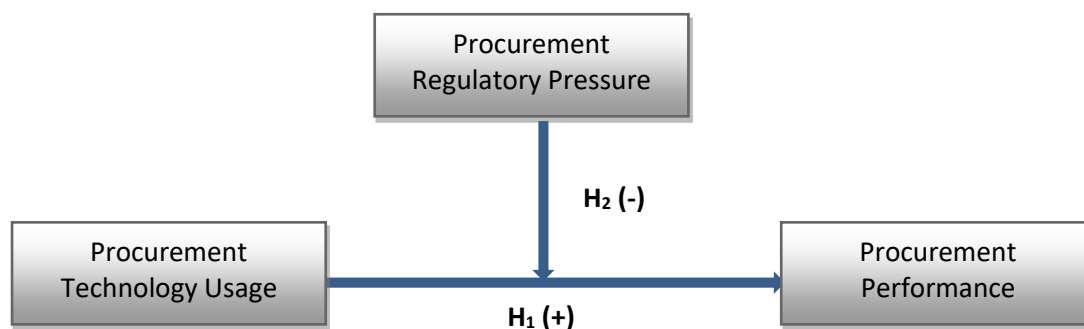 Procurement
Regulatory Pressure
H₂ (-)
Procurement
Technology Usage
Procurement
Performance
H₁ (+)